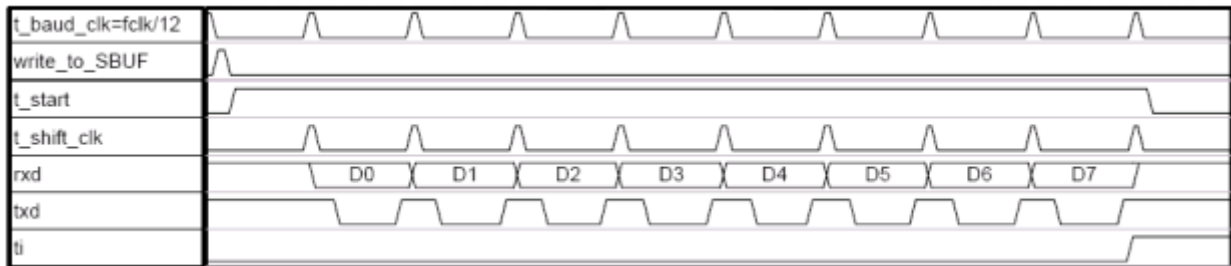 t_baud_clk=fclk/12
write_to_SBUF
t_start
t_shift_clk
rxd D0 D1 D2 D3 D4 D5 D6 D7
txd
ti